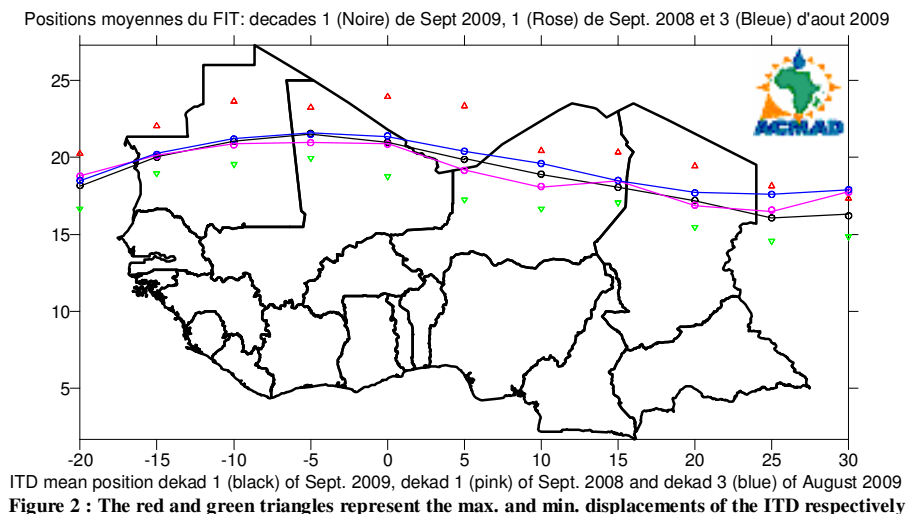 Positions moyennes du FIT: decades 1 (Noire) de Sept 2009, 1 (Rose) de Sept. 2008 et 3 (Bleue) d'aout 2009
25
20
15
10
5
ACMAD
-20 -15 -10 -5 0 5 10 15 20 25 30
ITD mean position dekad 1 (black) of Sept. 2009, dekad 1 (pink) of Sept. 2008 and dekad 3 (blue) of August 2009
Figure 2 : The red and green triangles represent the max. and min. displacements of the ITD respectively